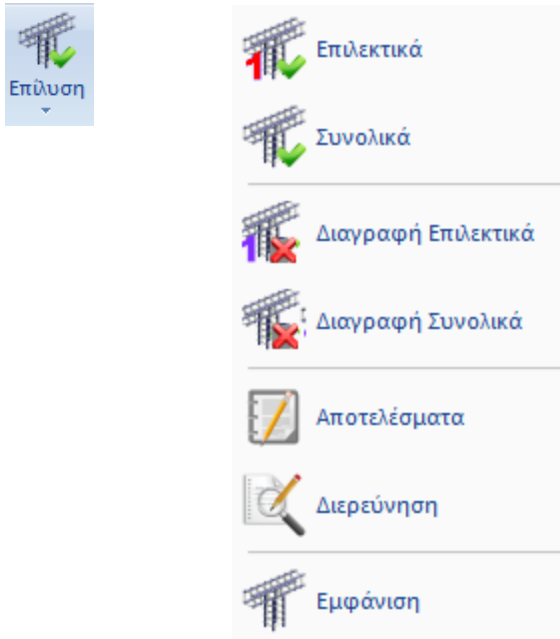 Επίλυση
Επιλεκτικά
Συνολικά
Διαγραφή Επιλεκτικά
Διαγραφή Συνολικά
Αποτελέσματα
Διερεύνηση
Εμφάνιση